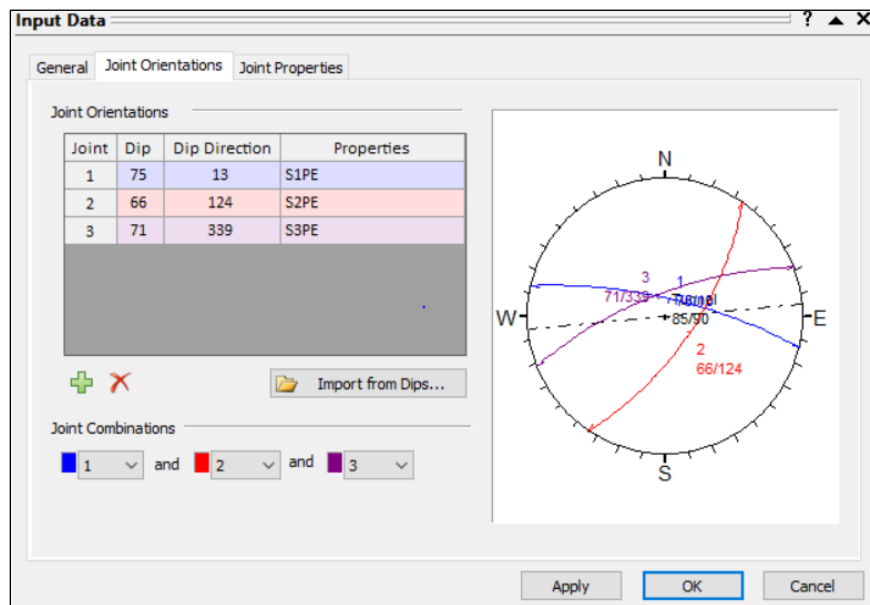 Input Data ? ▲ X
General Joint Orientations Joint Properties
Joint Orientations
Joint Dip Dip Direction Properties
1 75 13 S1PE
2 66 124 S2PE
3 71 339 S3PE
Import from Dips...
Joint Combinations
1 and 2 and 3
N
3 1
71/339
W E
85/90
2
66/124
S
Apply OK Cancel